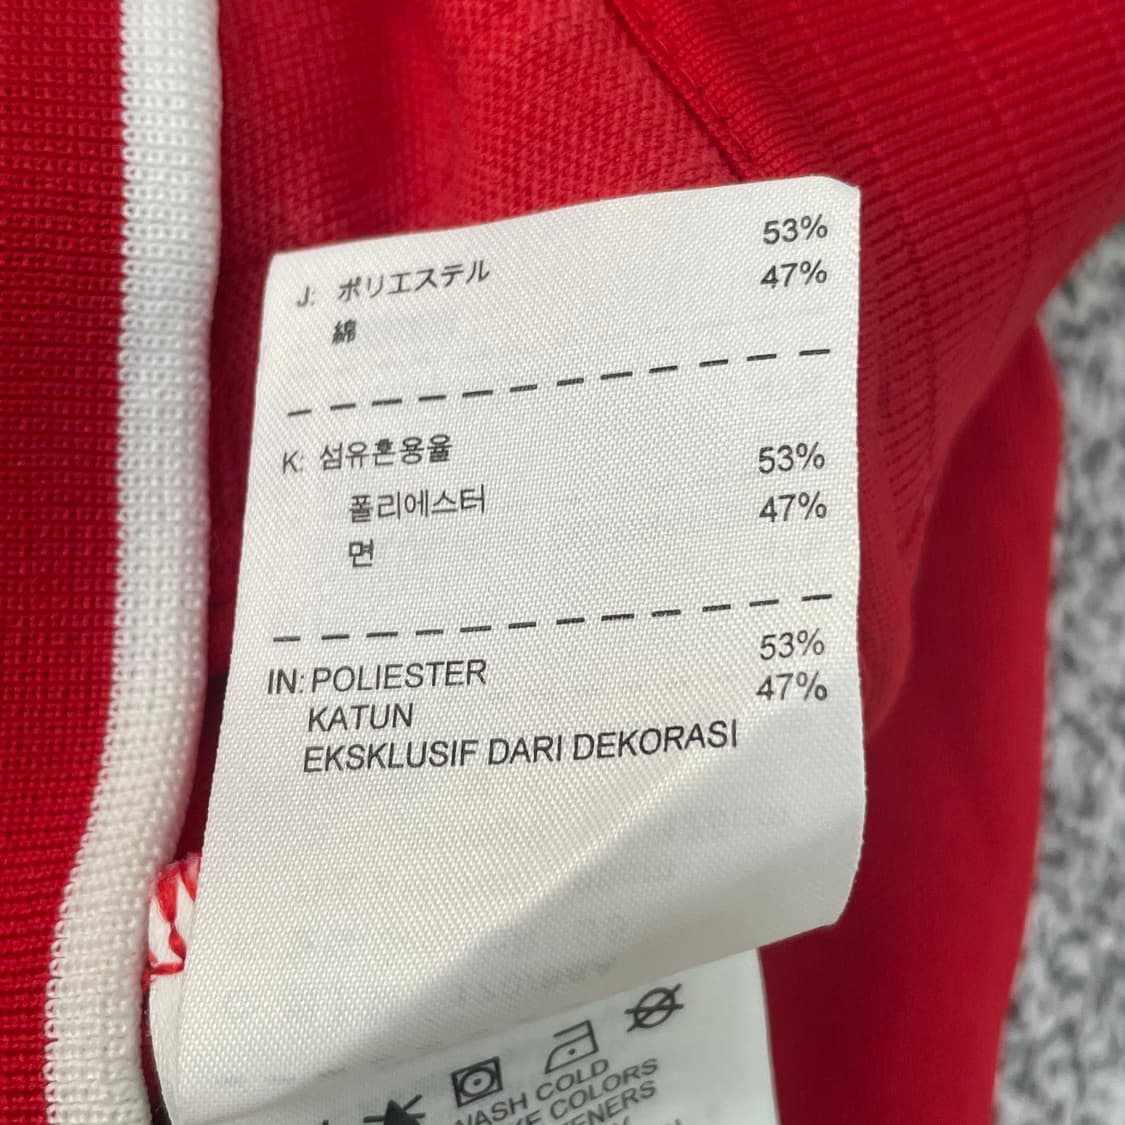 J: ポリエステル 53%
綿 47%
K: 섬유혼용율
폴리에스터 53%
면 47%
IN: POLIESTER 53%
KATUN 47%
EKSKLUSIF DARI DEKORASI
WASH COLD
COLORS